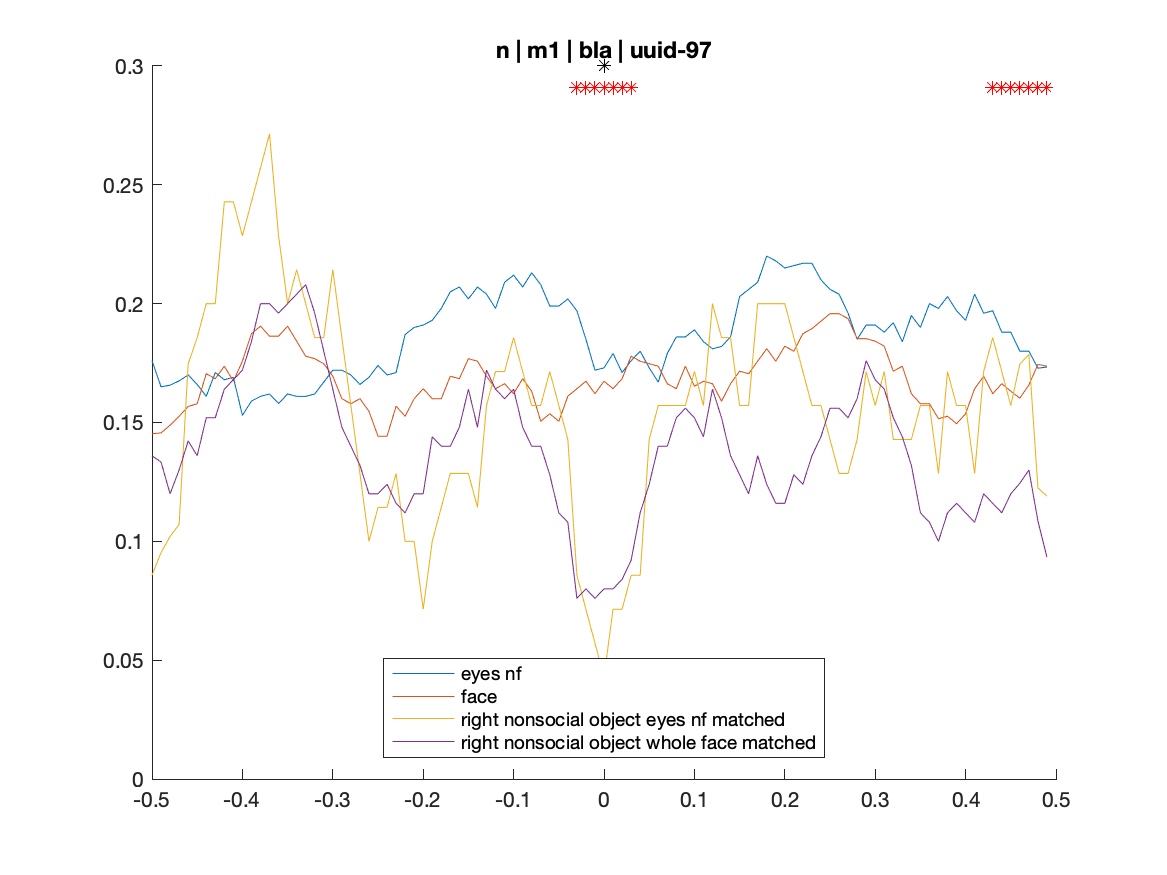 n | m1 | bla | uuid-97
0.3
0.25
0.2
0.15
0.1
0.05
0
eyes nf
face
right nonsocial object eyes nf matched
right nonsocial object whole face matched
-0.5 -0.4 -0.3 -0.2 -0.1 0 0.1 0.2 0.3 0.4 0.5